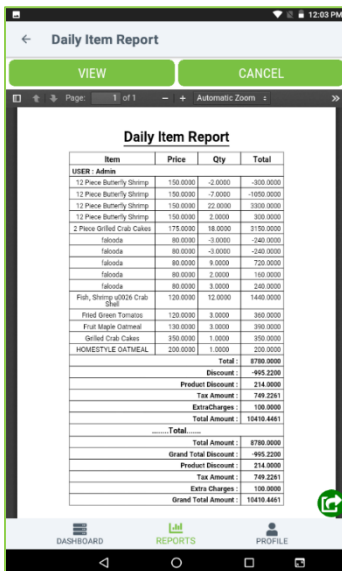 12:03 PM
Daily Item Report
VIEW CANCEL
Page: 1 of 1 − + Automatic Zoom
Daily Item Report
Item Price Qty Total
USER : Admin
12 Piece Butterfly Shrimp 150.0000 -2.0000 -300.0000
12 Piece Butterfly Shrimp 150.0000 -7.0000 -1050.0000
12 Piece Butterfly Shrimp 150.0000 22.0000 3300.0000
12 Piece Butterfly Shrimp 150.0000 2.0000 300.0000
2 Piece Grilled Crab Cakes 175.0000 18.0000 3150.0000
falooda 80.0000 -3.0000 -240.0000
falooda 80.0000 -3.0000 -240.0000
falooda 80.0000 9.0000 720.0000
falooda 80.0000 2.0000 160.0000
falooda 80.0000 3.0000 240.0000
Fish, Shrimp u0026 Crab Shell 120.0000 12.0000 1440.0000
Fried Green Tomatos 120.0000 3.0000 360.0000
Fruit Maple Oatmeal 130.0000 3.0000 390.0000
Grilled Crab Cakes 350.0000 1.0000 350.0000
HOMESTYLE OATMEAL 200.0000 1.0000 200.0000
Total : 8780.0000
Discount : -995.2200
Product Discount : 214.0000
Tax Amount : 749.2261
ExtraCharges : 100.0000
Total Amount : 10410.4461
........Total.......
Total Amount : 8780.0000
Grand Total Discount : -995.2200
Product Discount : 214.0000
Tax Amount : 749.2261
Extra Charges : 100.0000
Grand Total Amount : 10410.4461
DASHBOARD REPORTS PROFILE